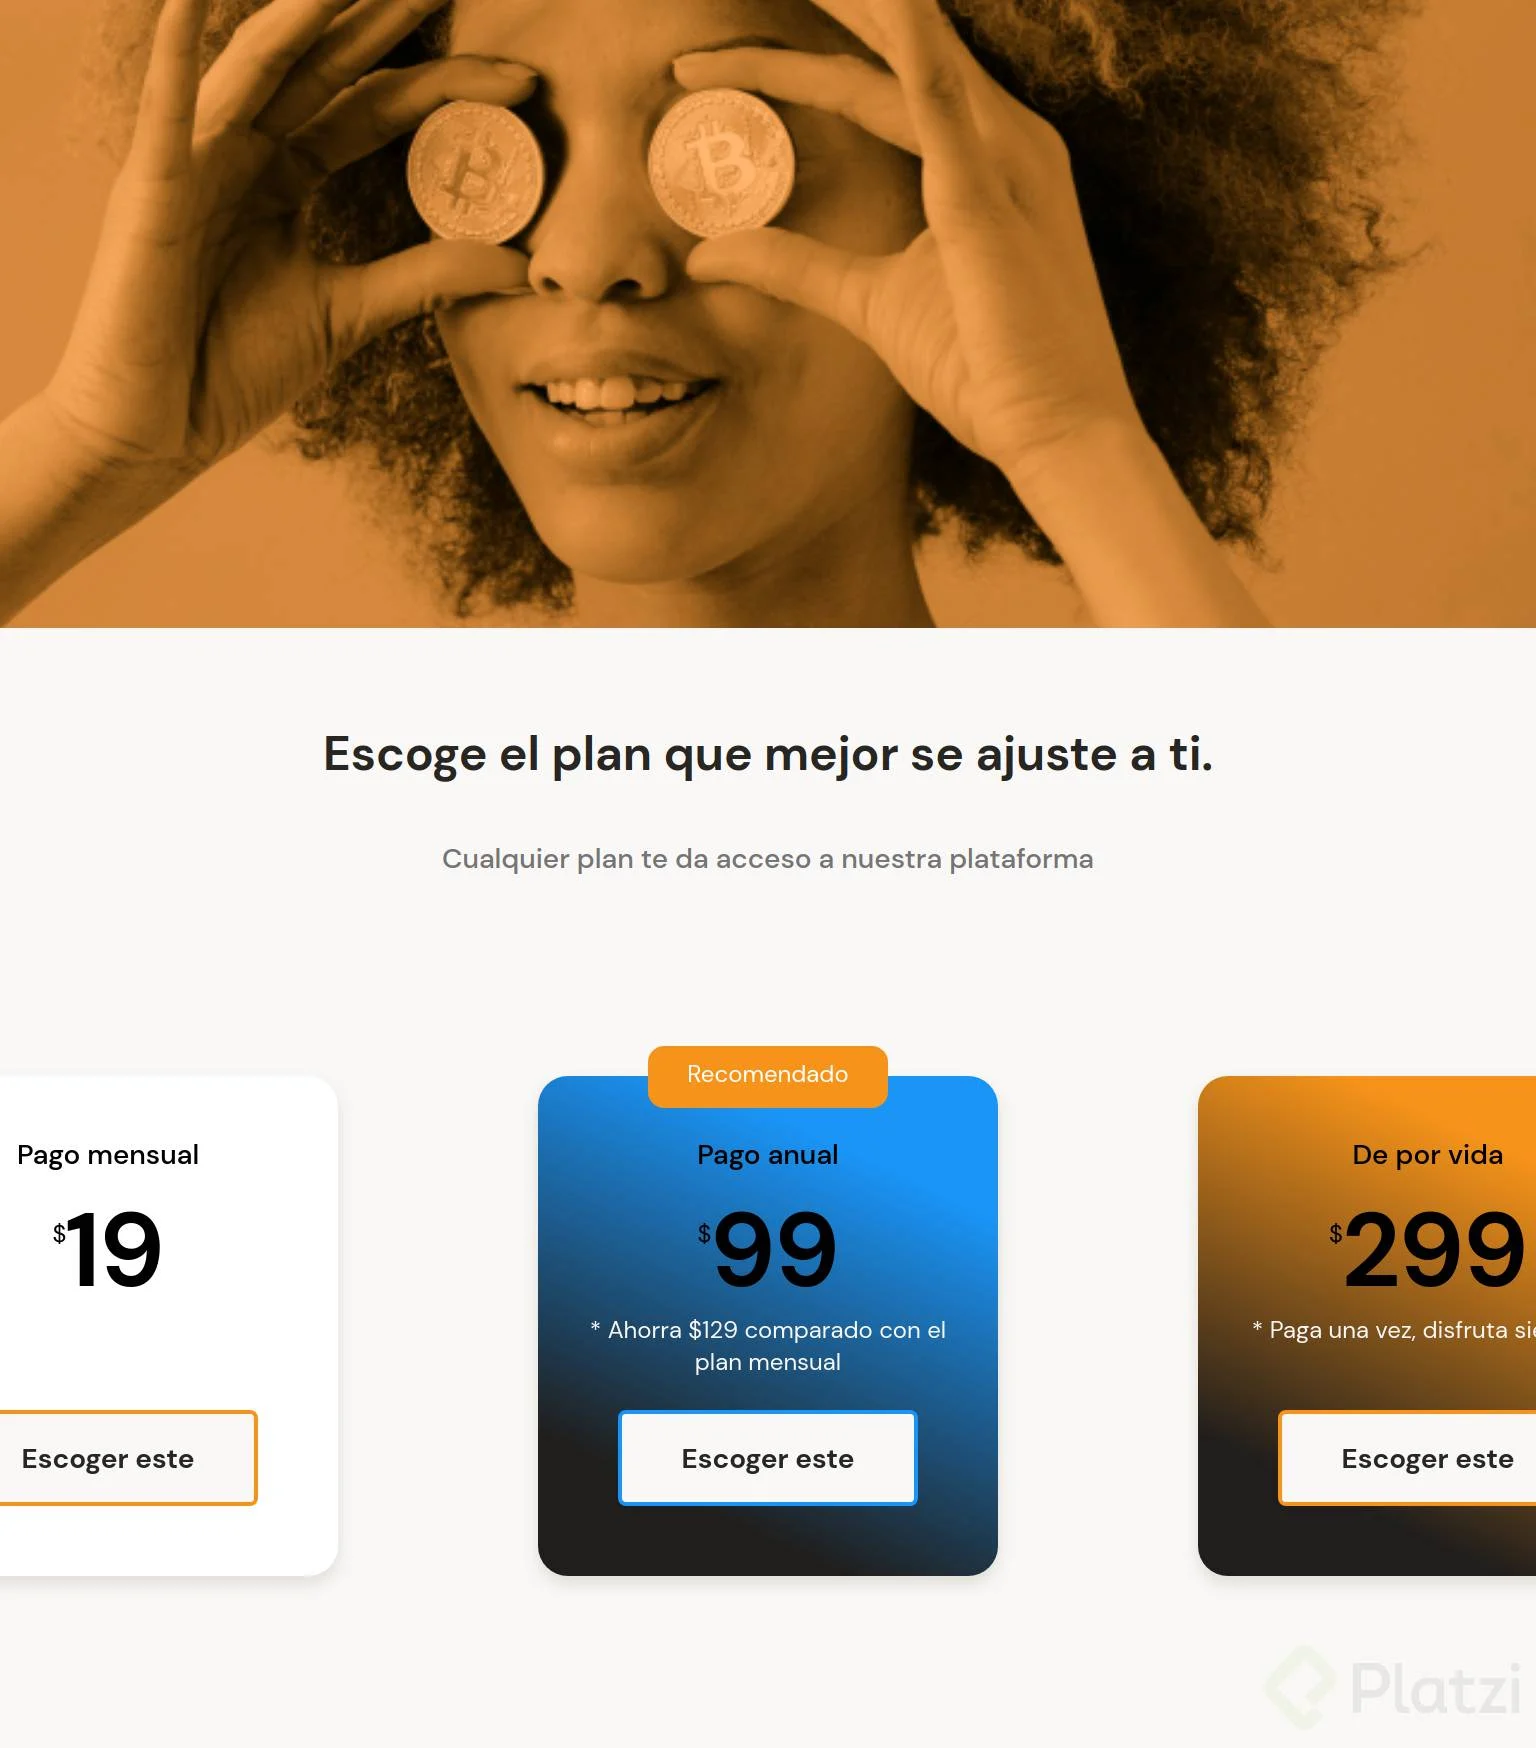 Escoge el plan que mejor se ajuste a ti.
Cualquier plan te da acceso a nuestra plataforma
Pago mensual
$19
Escoger este
Recomendado
Pago anual
$99
* Ahorra $129 comparado con el
plan mensual
Escoger este
De por vida
$299
* Paga una vez, disfruta
Escoger este
Platzi